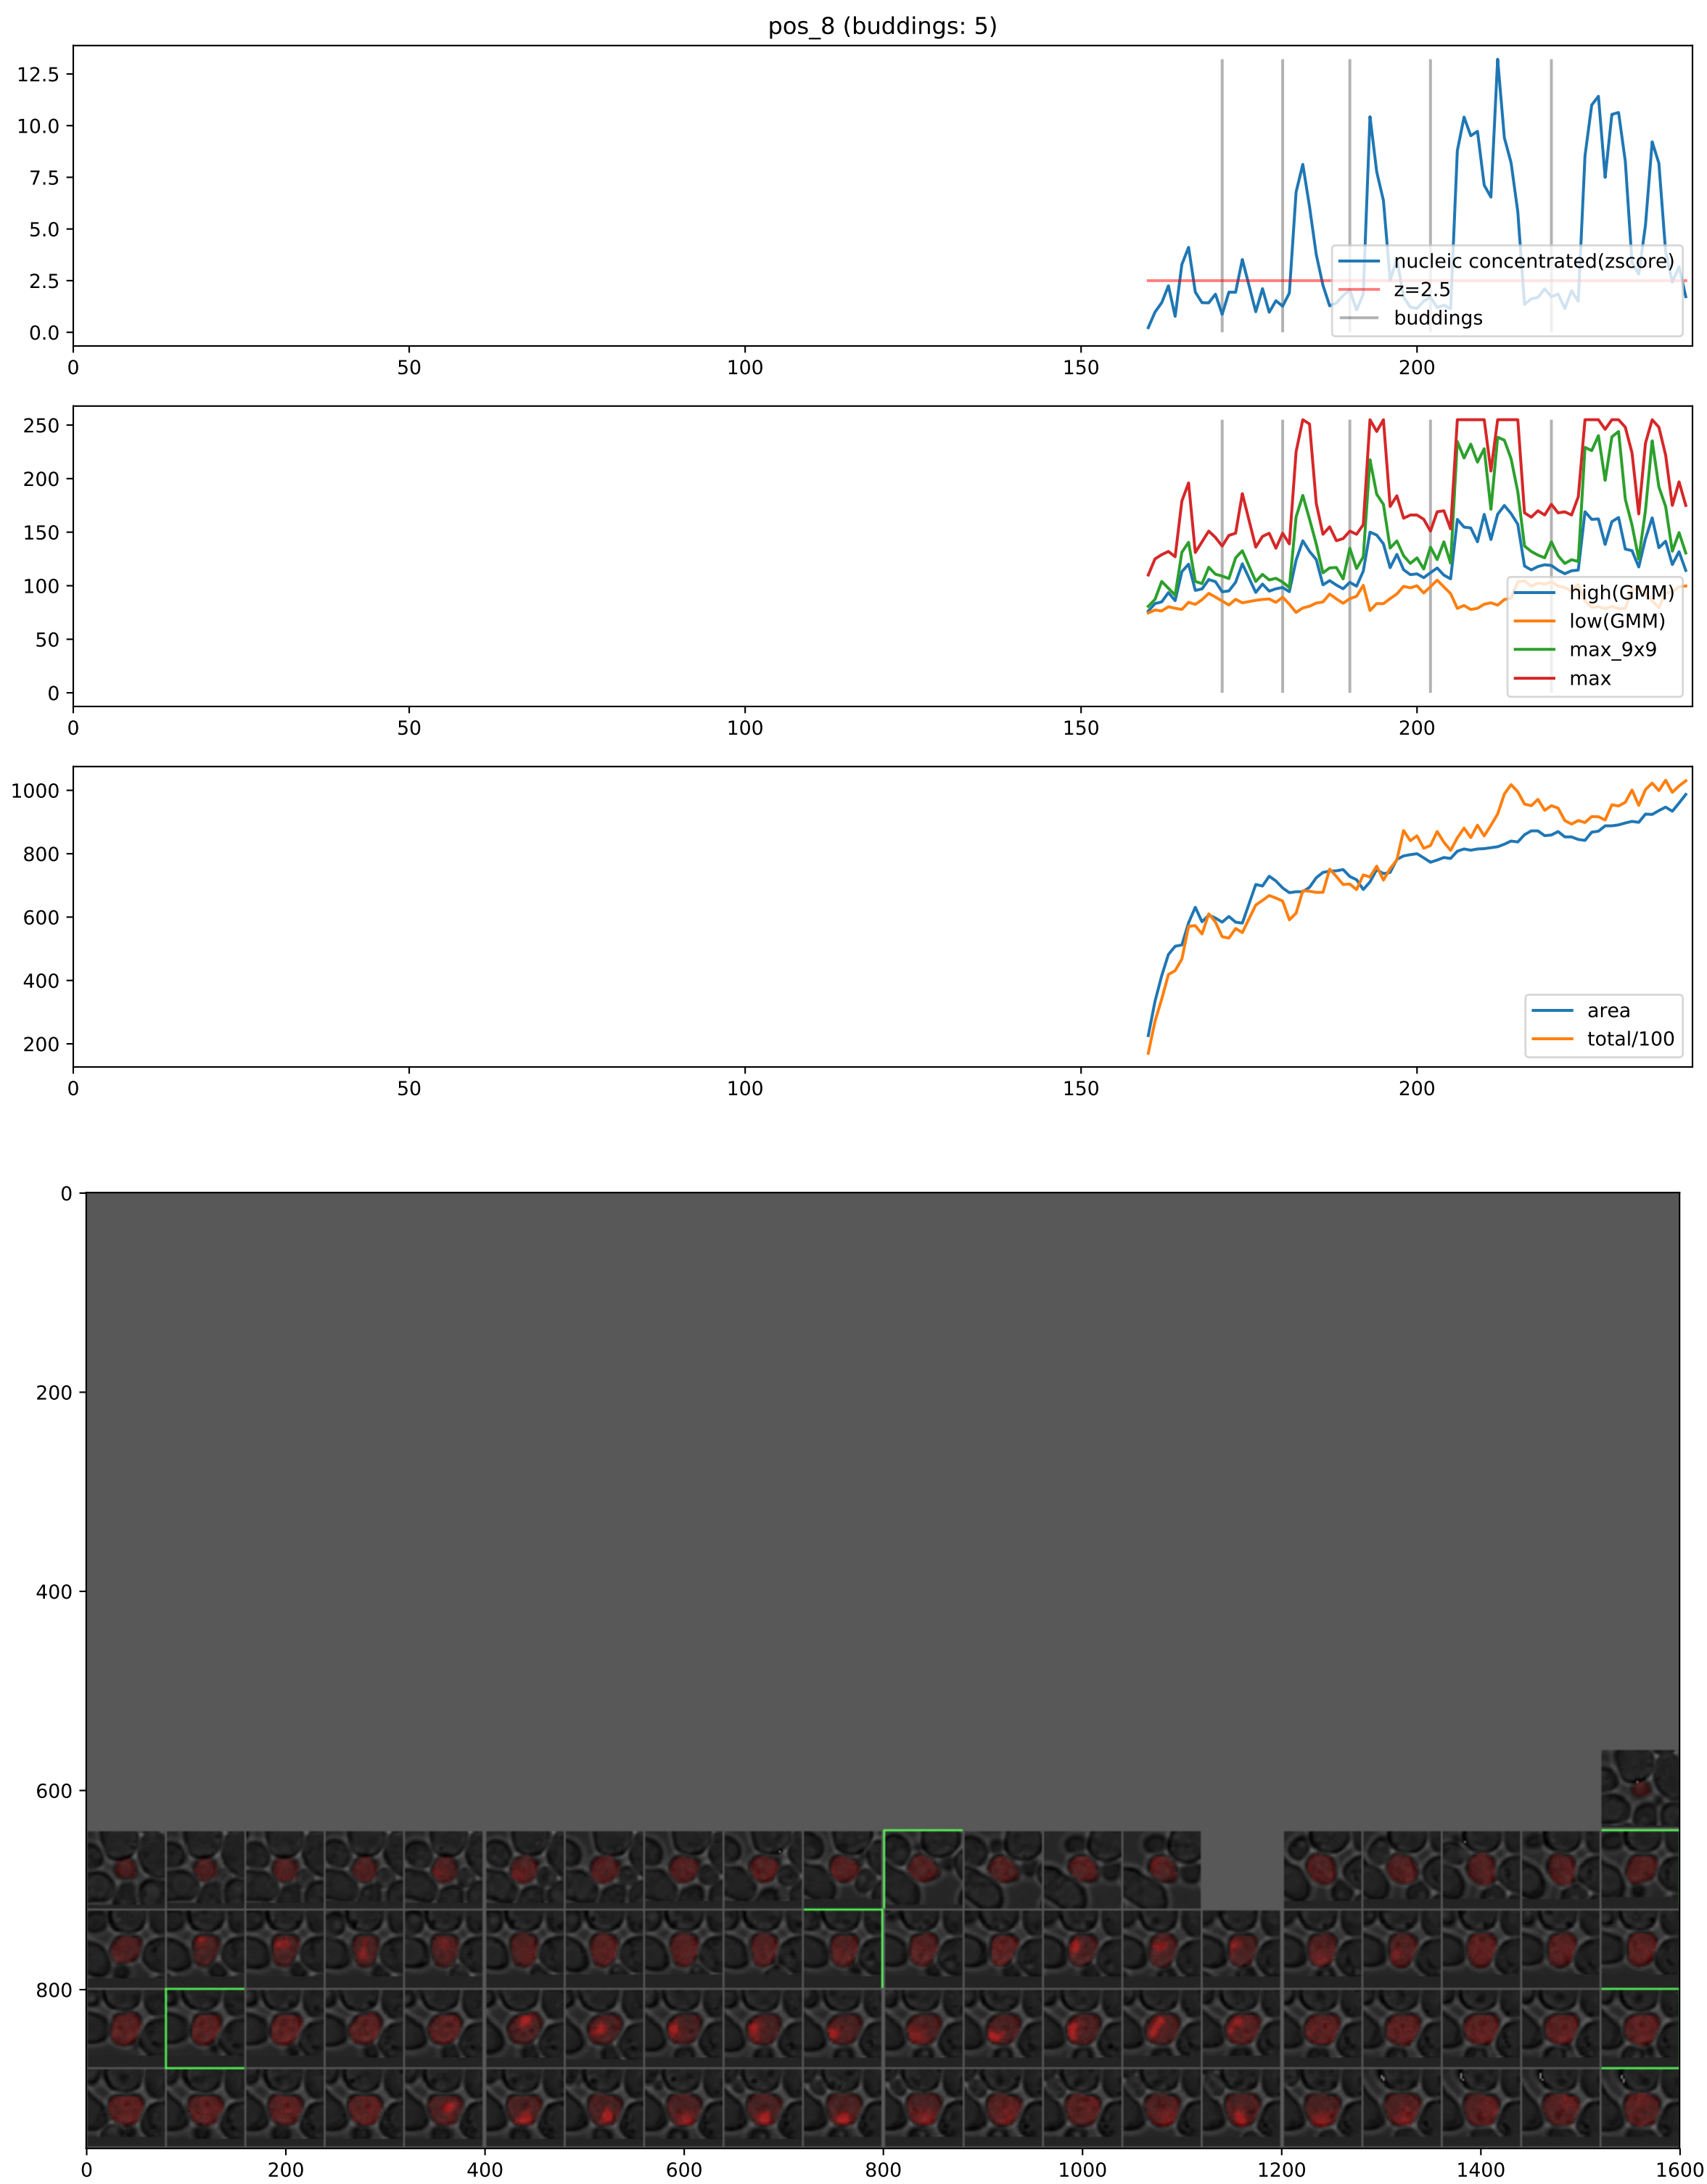 pos_8 (buddings: 5)
12.5
10.0
7.5
5.0
2.5
0.0
nucleic concentrated(zscore)
z=2.5
buddings
0 50 100 150 200
250
200
150
100
50
0
high(GMM)
low(GMM)
max_9x9
max
0 50 100 150 200
1000
800
600
400
200
area
total/100
0 50 100 150 200
0
200
400
600
800
0 200 400 600 800 1000 1200 1400 1600